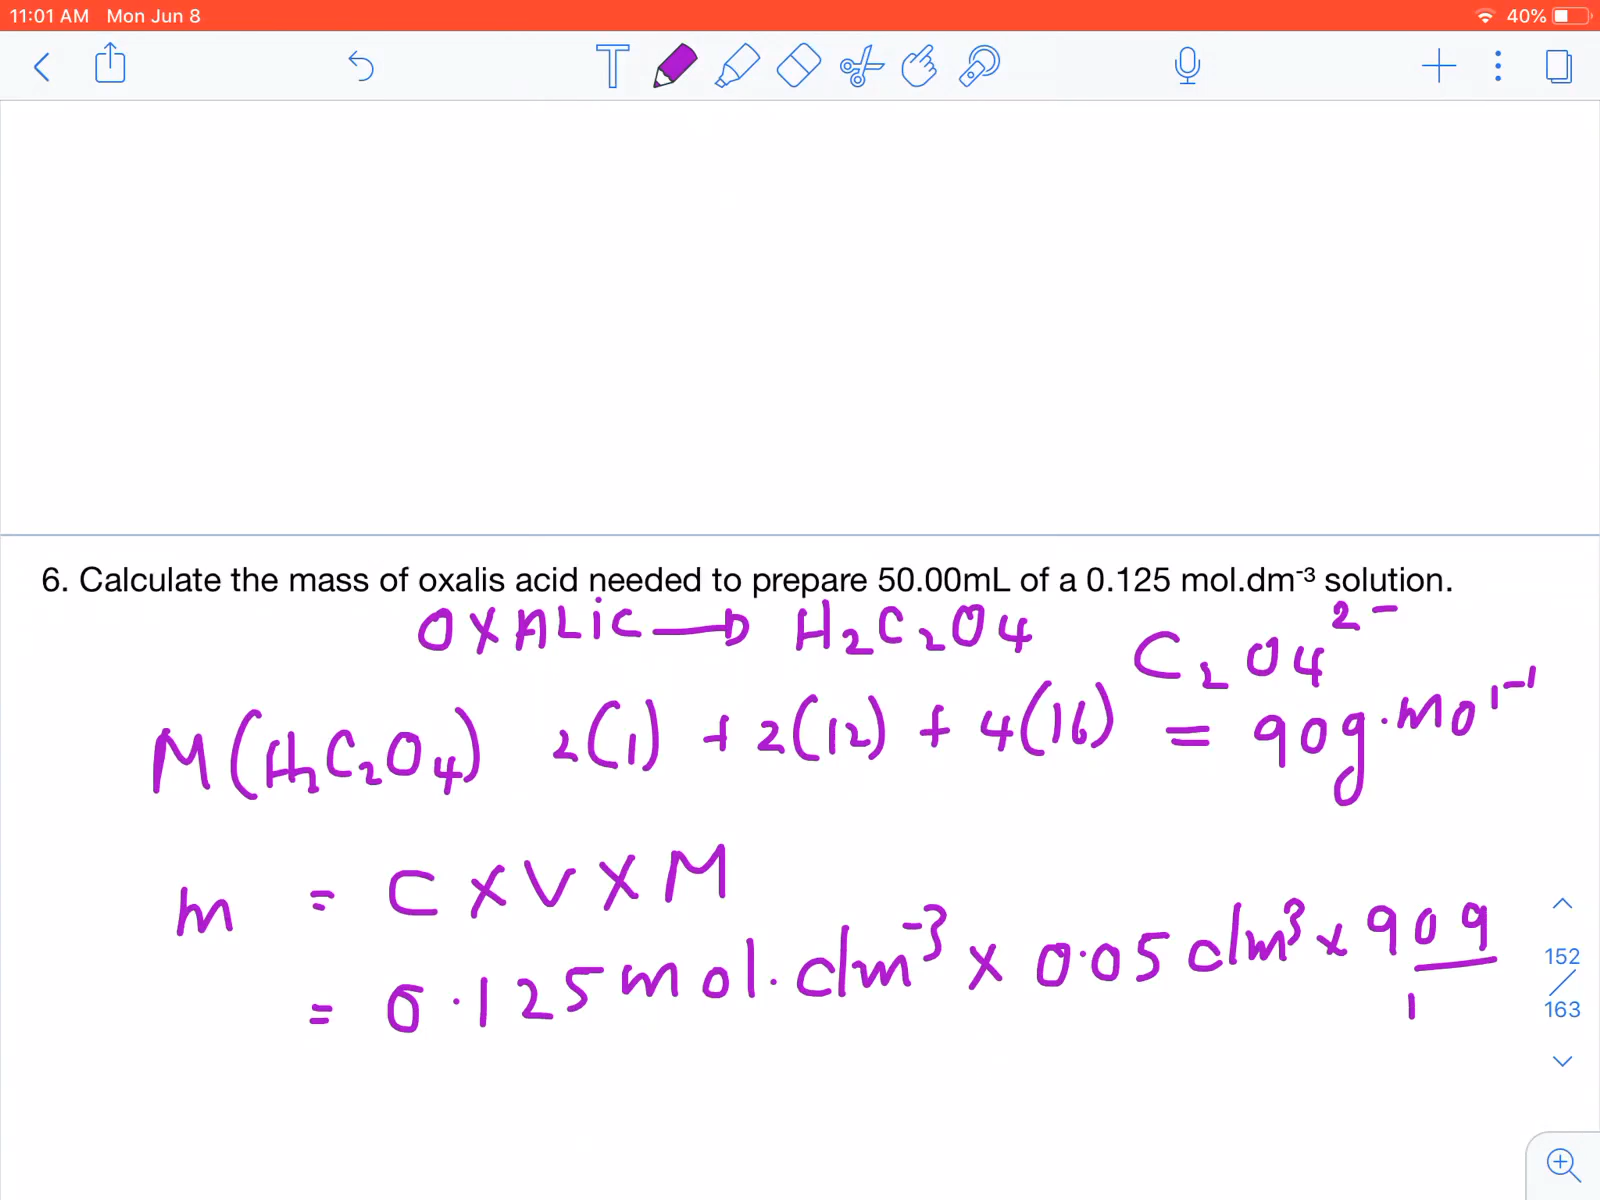 11:01 AM Mon Jun 8 40%
T
6. Calculate the mass of oxalis acid needed to prepare 50.00mL of a 0.125 mol.dm⁻³ solution.
OXALiC → H₂C₂O₄ C₂O₄²⁻
M(H₂C₂O₄) 2(1) + 2(12) + 4(16) = 90g·mol⁻¹
m = C X V X M
= 0.125 mol.dm⁻³ x 0.05 dm³ x 90g
1
152
163